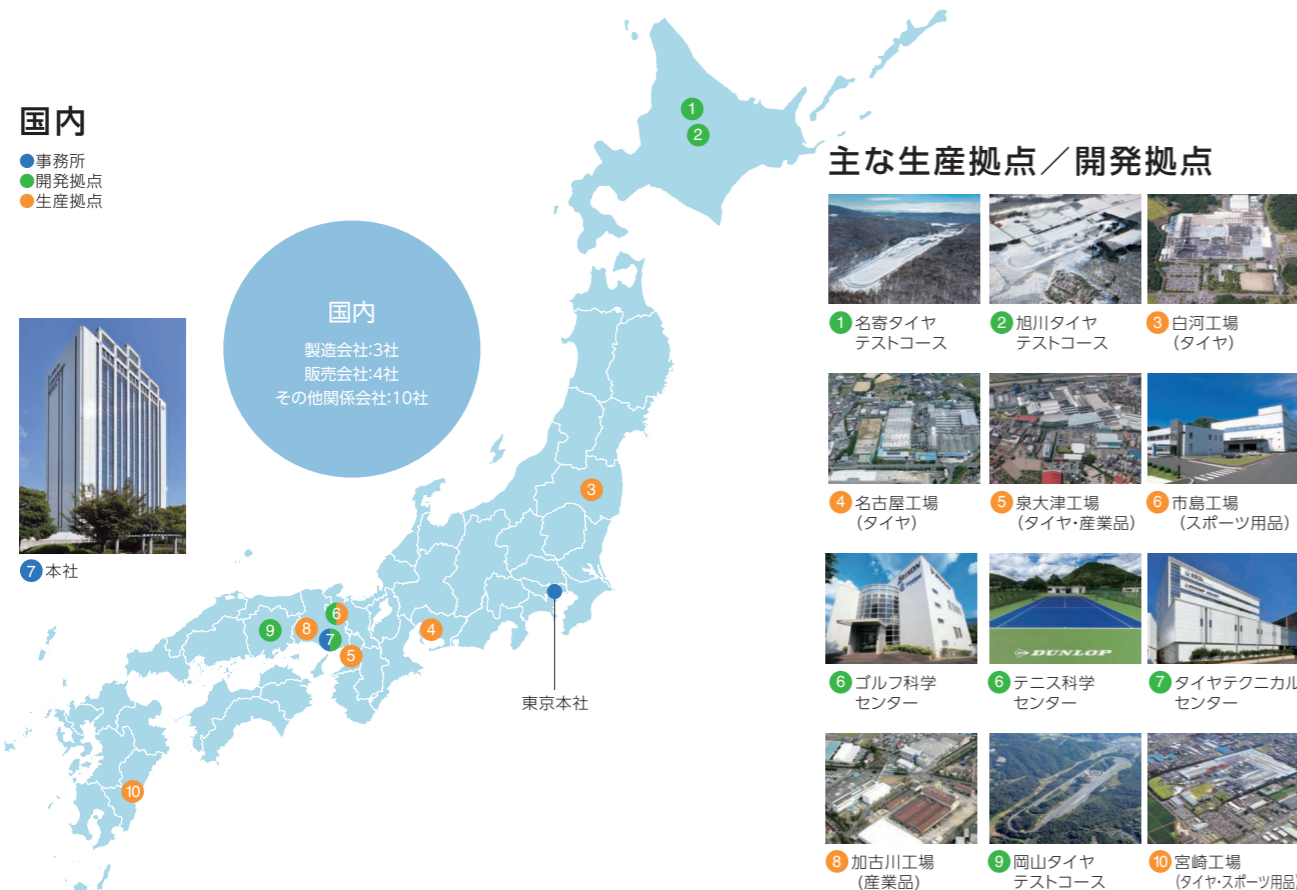 国内
●事務所
●開発拠点
●生産拠点
国内
製造会社:3社
販売会社:4社
その他関係会社:10社
7 本社
1
2
3
4
5
6
7
8
9
10
東京本社
主な生産拠点／開発拠点
1 名寄タイヤ
テストコース
2 旭川タイヤ
テストコース
3 白河工場
(タイヤ)
4 名古屋工場
(タイヤ)
5 泉大津工場
(タイヤ・産業品)
6 市島工場
(スポーツ用品)
DUNLOP
6 ゴルフ科学
センター
6 テニス科学
センター
7 タイヤテクニカル
センター
8 加古川工場
(産業品)
9 岡山タイヤ
テストコース
10 宮崎工場
(タイヤ・スポーツ用品)